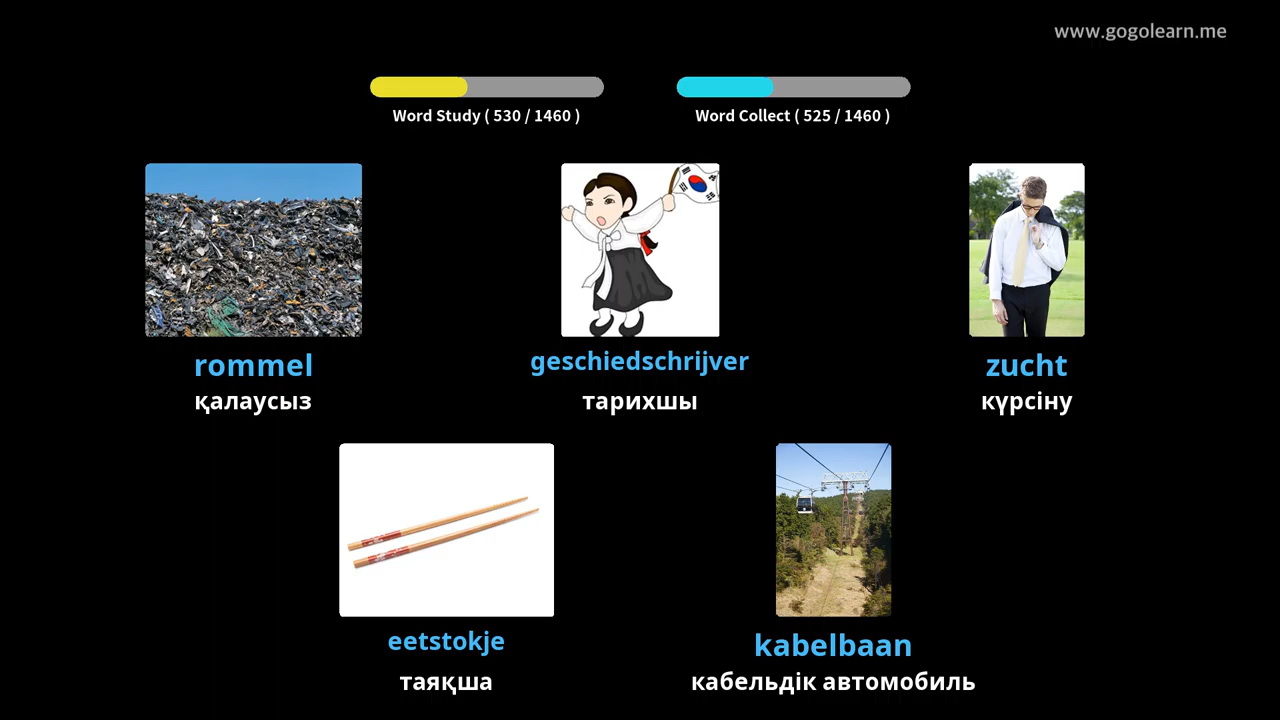 www.gogolearn.me
Word Study ( 530 / 1460 )
Word Collect ( 525 / 1460 )
rommel
қалаусыз
geschiedschrijver
тарихшы
zucht
күрсіну
eetstokje
таяқша
kabelbaan
кабельдік автомобиль